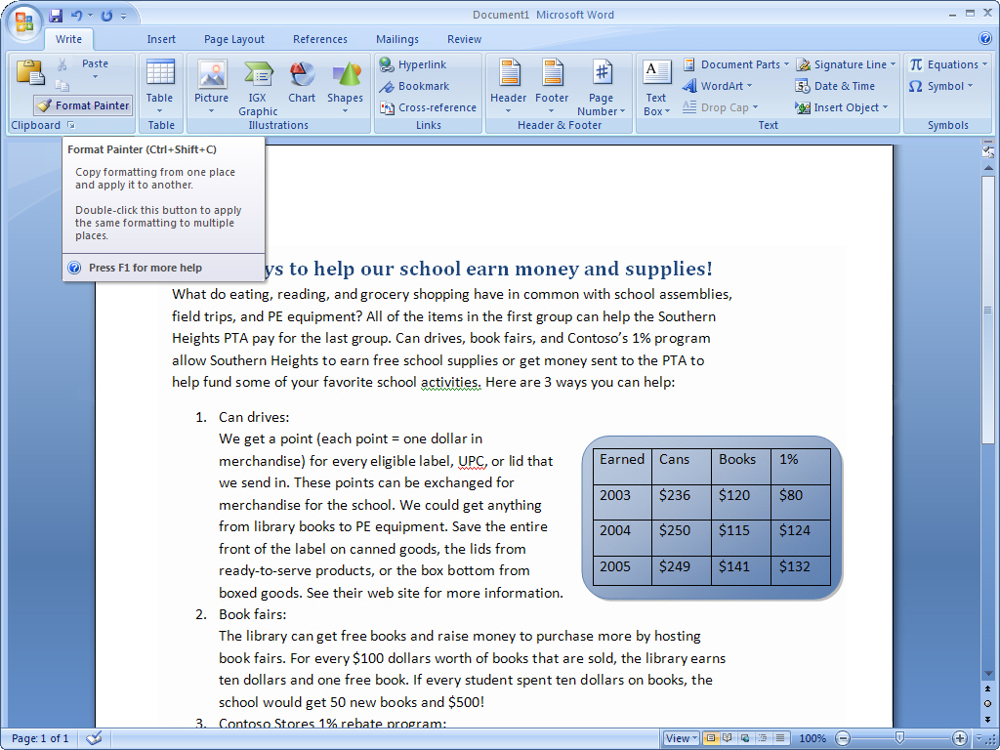 Document1 Microsoft Word
Write Insert Page Layout References Mailings Review
Paste
Format Painter
Clipboard
Table
Table
Picture
IGX Graphic
Chart
Shapes
Illustrations
Hyperlink
Bookmark
Cross-reference
Links
Header
Footer
Page Number
Header & Footer
Text Box
Document Parts
WordArt
Drop Cap
Signature Line
Date & Time
Insert Object
Text
Equations
Symbol
Symbols
Format Painter (Ctrl+Shift+C)
Copy formatting from one place
and apply it to another.
Double-click this button to apply
the same formatting to multiple
places.
Press F1 for more help
to help our school earn money and supplies!
What do eating, reading, and grocery shopping have in common with school assemblies,
field trips, and PE equipment? All of the items in the first group can help the Southern
Heights PTA pay for the last group. Can drives, book fairs, and Contoso’s 1% program
allow Southern Heights to earn free school supplies or get money sent to the PTA to
help fund some of your favorite school activities. Here are 3 ways you can help:
1. Can drives:
We get a point (each point = one dollar in
merchandise) for every eligible label, UPC, or lid that
we send in. These points can be exchanged for
merchandise for the school. We could get anything
from library books to PE equipment. Save the entire
front of the label on canned goods, the lids from
ready-to-serve products, or the box bottom from
boxed goods. See their web site for more information.
Earned Cans Books 1%
2003 $236 $120 $80
2004 $250 $115 $124
2005 $249 $141 $132
2. Book fairs:
The library can get free books and raise money to purchase more by hosting
book fairs. For every $100 dollars worth of books that are sold, the library earns
ten dollars and one free book. If every student spent ten dollars on books, the
school would get 50 new books and $500!
3. Contoso Stores 1% rebate program:
Page: 1 of 1
View
100%